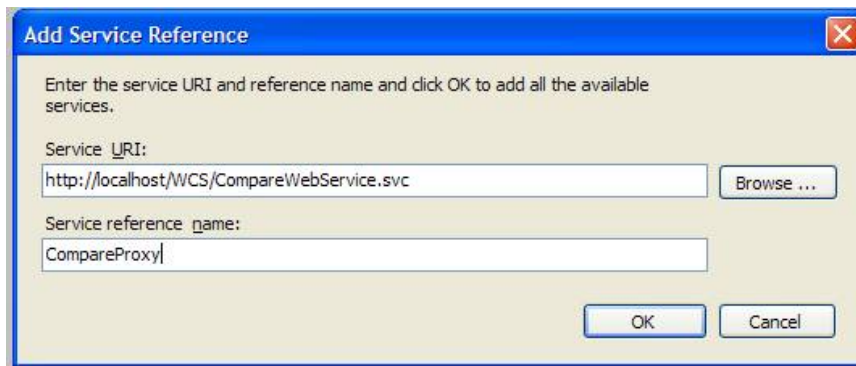 Add Service Reference
Enter the service URI and reference name and click OK to add all the available
services.
Service URI:
http://localhost/WCS/CompareWebService.svc
Browse ...
Service reference name:
CompareProxy
OK
Cancel